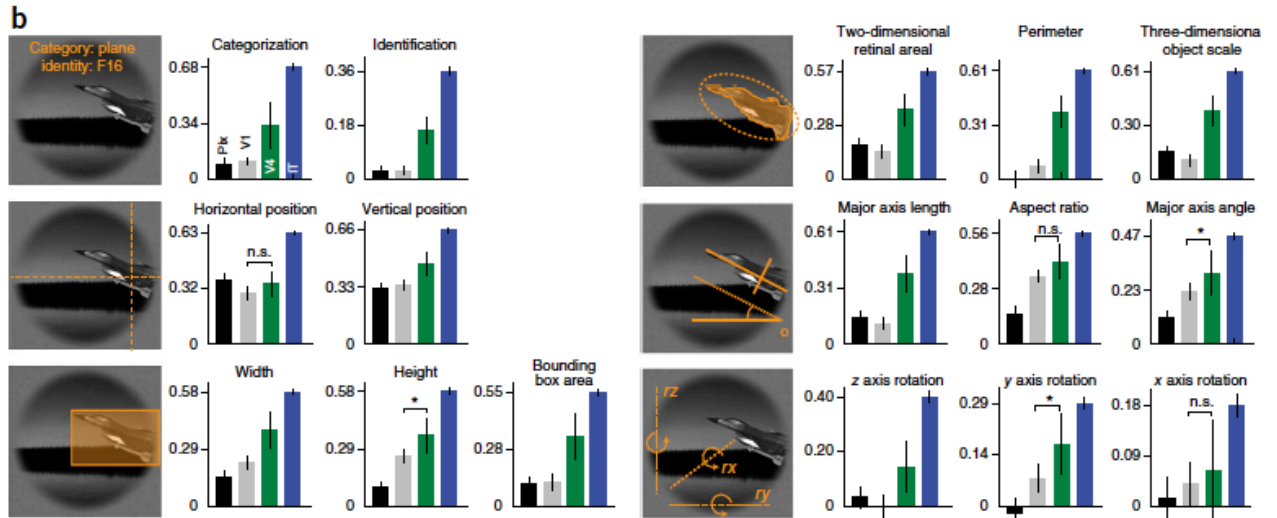 b
Category: plane
identity: F16
Categorization
0.68
0.34
0
Pix
V1
V4
IT
Identification
0.36
0.18
0
Two-dimensional
retinal areal
0.57
0.28
0
Perimeter
0.61
0.31
0
Three-dimensiona
object scale
0.61
0.30
0
Horizontal position
0.63
0.32
0
n.s.
Vertical position
0.66
0.33
0
Major axis length
0.61
0.31
0
Aspect ratio
0.56
0.28
0
n.s.
Major axis angle
0.47
0.23
0
*
Width
0.58
0.29
0
Height
0.58
0.29
0
*
Bounding
box area
0.55
0.28
0
rz
rx
ry
z axis rotation
0.40
0.20
0
y axis rotation
0.29
0.14
0
*
x axis rotation
0.18
0.09
0
n.s.